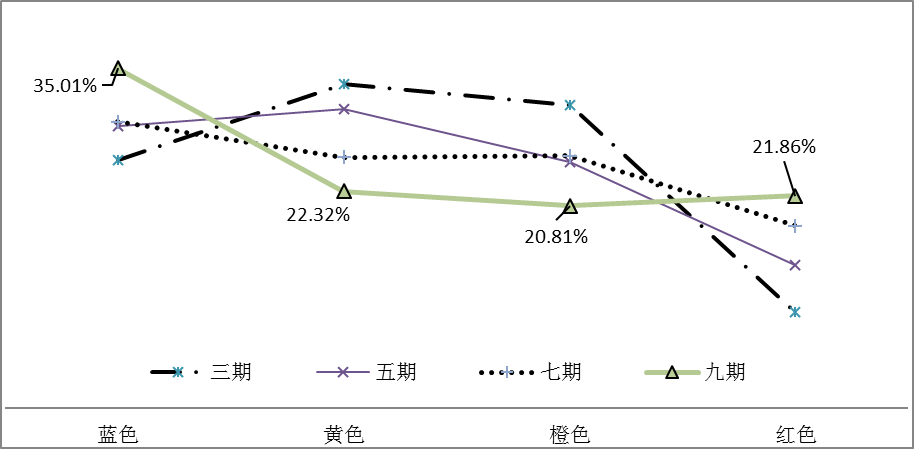 35.01%
21.86%
22.32%
20.81%
三期 五期 七期 九期
蓝色 黄色 橙色 红色